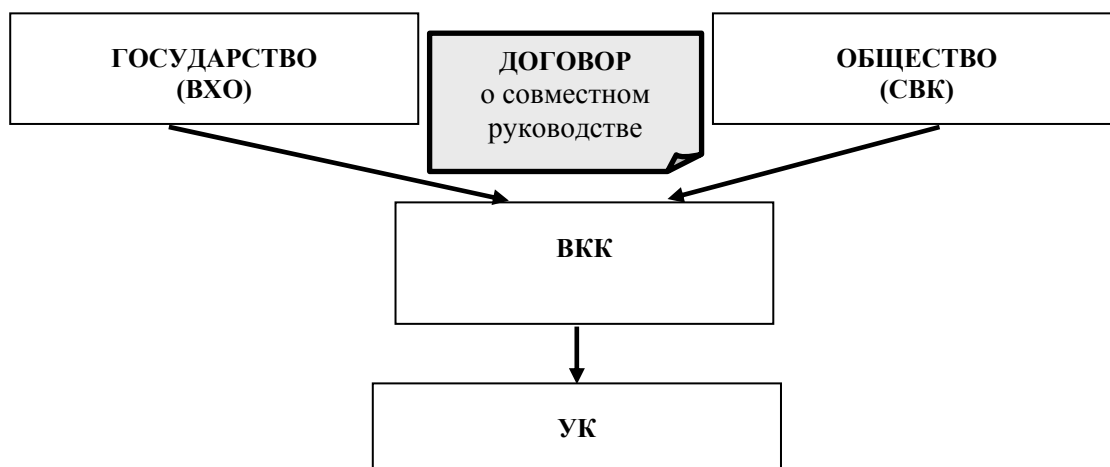 ГОСУДАРСТВО
(ВХО)
ДОГОВОР
о совместном
руководстве
ОБЩЕСТВО
(СВК)
ВКК
УК